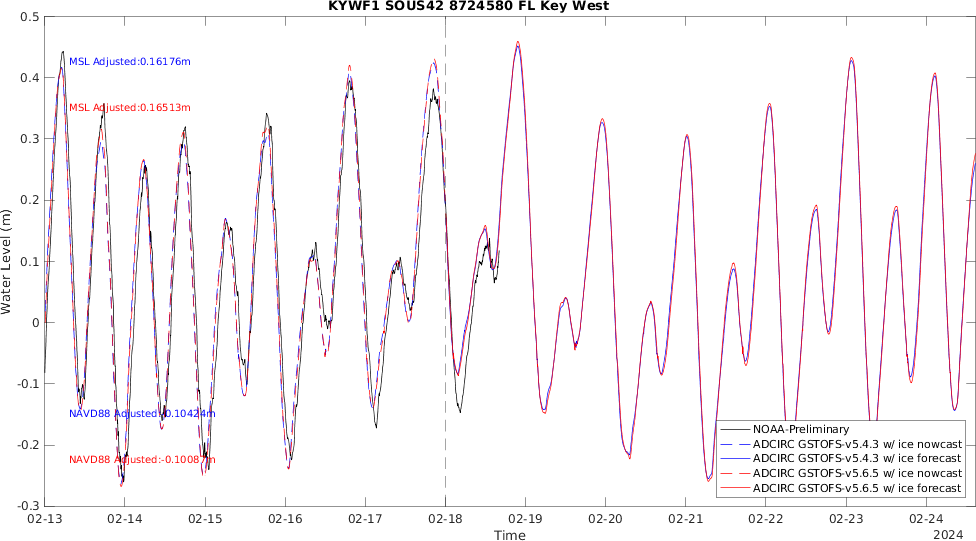 KYWF1 SOUS42 8724580 FL Key West
0.5
0.4
0.3
0.2
0.1
0
-0.1
-0.2
-0.3
Water Level (m)
MSL Adjusted:0.16176m
MSL Adjusted:0.16513m
NAVD88 Adjusted:-0.10424m
NAVD88 Adjusted:-0.10087m
NOAA-Preliminary
ADCIRC GSTOFS-v5.4.3 w/ ice nowcast
ADCIRC GSTOFS-v5.4.3 w/ ice forecast
ADCIRC GSTOFS-v5.6.5 w/ ice nowcast
ADCIRC GSTOFS-v5.6.5 w/ ice forecast
02-13 02-14 02-15 02-16 02-17 02-18 02-19 02-20 02-21 02-22 02-23 02-24
Time
2024